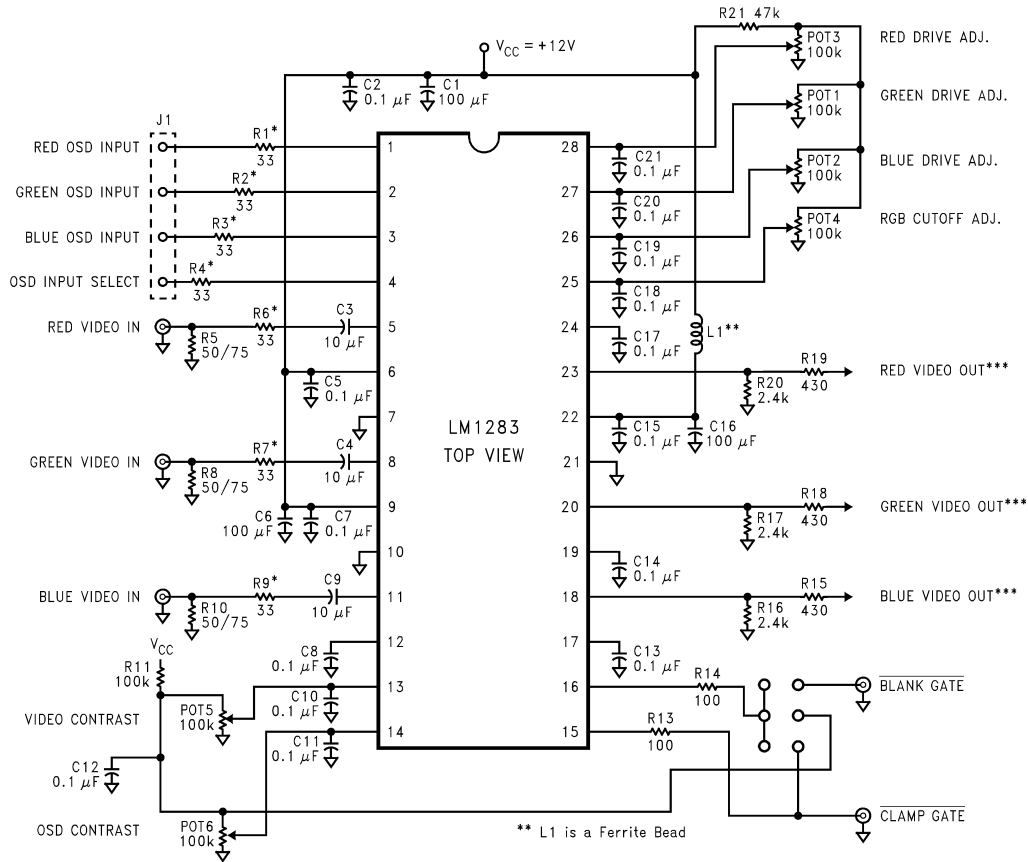 R21 47k
POT3
100k
RED DRIVE ADJ.
V_CC = +12V
C2
0.1 μF
C1
100 μF
POT1
100k
GREEN DRIVE ADJ.
J1
RED OSD INPUT
R1*
33
1
28
C21
0.1 μF
POT2
100k
BLUE DRIVE ADJ.
GREEN OSD INPUT
R2*
33
2
27
C20
0.1 μF
POT4
100k
RGB CUTOFF ADJ.
BLUE OSD INPUT
R3*
33
3
26
C19
0.1 μF
OSD INPUT SELECT
R4*
33
4
25
C18
0.1 μF
RED VIDEO IN
R5
50/75
R6*
33
C3
10 μF
5
24
C17
0.1 μF
L1**
C5
0.1 μF
6
23
R20
2.4k
R19
430
RED VIDEO OUT***
7
LM1283
TOP VIEW
22
C15
0.1 μF
C16
100 μF
GREEN VIDEO IN
R8
50/75
R7*
33
C4
10 μF
8
21
C6
100 μF
C7
0.1 μF
9
20
R17
2.4k
R18
430
GREEN VIDEO OUT***
10
19
C14
0.1 μF
BLUE VIDEO IN
R10
50/75
R9*
33
C9
10 μF
11
18
R16
2.4k
R15
430
BLUE VIDEO OUT***
C8
0.1 μF
12
17
C13
0.1 μF
V_CC
R11
100k
VIDEO CONTRAST
POT5
100k
C10
0.1 μF
13
16
R14
100
BLANK GATE
C11
0.1 μF
14
15
R13
100
C12
0.1 μF
OSD CONTRAST
POT6
100k
** L1 is a Ferrite Bead
CLAMP GATE